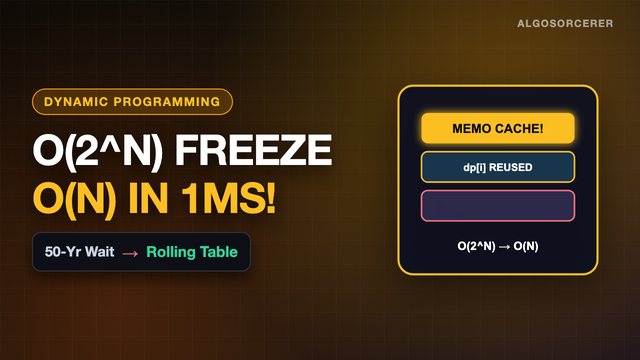 ALGOSORCERER
DYNAMIC PROGRAMMING
O(2^N) FREEZE
O(N) IN 1MS!
50-Yr Wait → Rolling Table
MEMO CACHE!
dp[i] REUSED
O(2^N) → O(N)